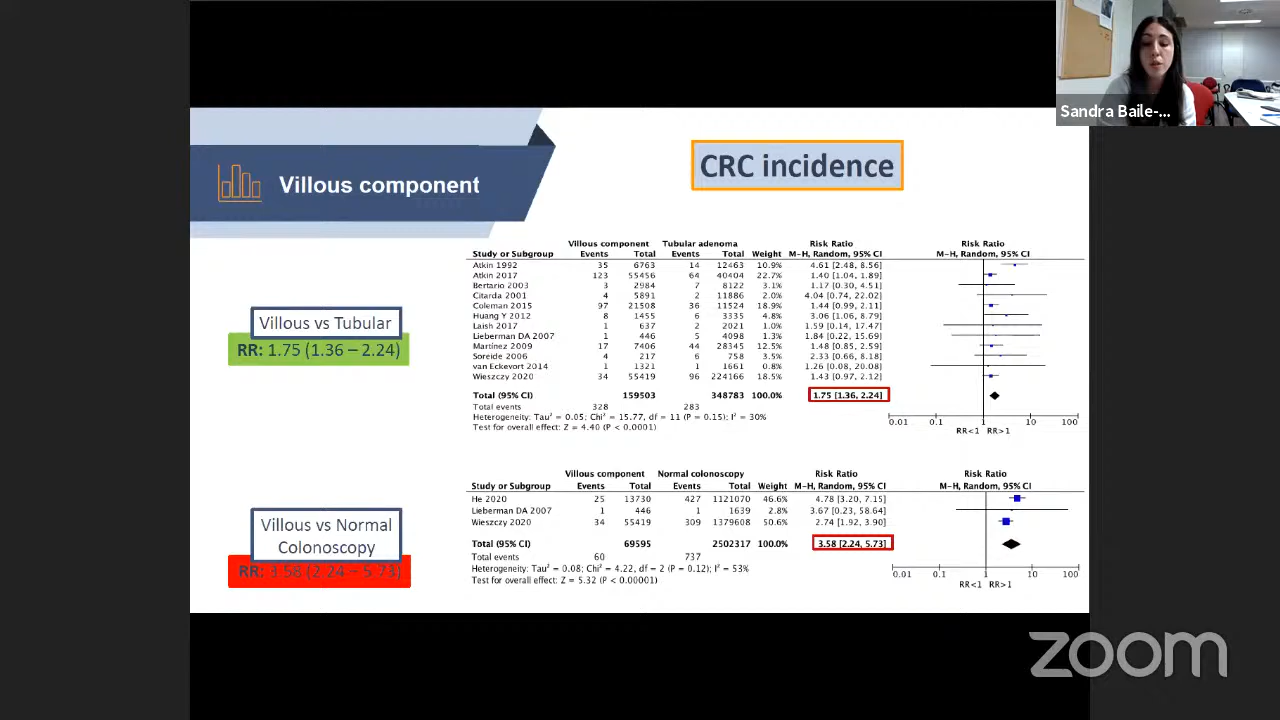 Sandra Baile-...
Villous component
CRC incidence
Villous vs Tubular
RR: 1.75 (1.36 – 2.24)
Villous component Tubular adenoma Risk Ratio Risk Ratio
Study or Subgroup Events Total Events Total Weight M-H, Random, 95% CI M-H, Random, 95% CI
Atkin 1992 35 6763 14 12463 10.9% 4.61 [2.48, 8.56]
Atkin 2017 123 55456 64 40404 22.7% 1.40 [1.04, 1.89]
Bertario 2003 3 2984 7 8122 3.1% 1.17 [0.30, 4.51]
Citarda 2001 4 5891 2 11886 2.0% 4.04 [0.74, 22.02]
Coleman 2015 97 21508 36 11524 18.9% 1.44 [0.99, 2.11]
Huang Y 2012 8 1455 6 3335 4.8% 3.06 [1.06, 8.79]
Laish 2017 1 637 2 2021 1.0% 1.59 [0.14, 17.47]
Lieberman DA 2007 1 446 5 4098 1.3% 1.84 [0.22, 15.69]
Martínez 2009 17 7406 44 28345 12.5% 1.48 [0.85, 2.59]
Soreide 2006 4 217 6 758 3.5% 2.33 [0.66, 8.18]
van Eckevort 2014 1 1321 1 1661 0.8% 1.26 [0.08, 20.08]
Wieszczy 2020 34 55419 96 224166 18.5% 1.43 [0.97, 2.12]
Total (95% CI) 159503 348783 100.0% 1.75 [1.36, 2.24]
Total events 328 283
Heterogeneity: Tau² = 0.05; Chi² = 15.77, df = 11 (P = 0.15); I² = 30%
Test for overall effect: Z = 4.40 (P < 0.0001)
0.01 0.1 1 10 100
RR<1 RR>1
Villous vs Normal
Colonoscopy
RR: 3.58 (2.24 – 5.73)
Villous component Normal colonoscopy Risk Ratio Risk Ratio
Study or Subgroup Events Total Events Total Weight M-H, Random, 95% CI M-H, Random, 95% CI
He 2020 25 13730 427 1121070 46.6% 4.78 [3.20, 7.15]
Lieberman DA 2007 1 446 1 1639 2.8% 3.67 [0.23, 58.64]
Wieszczy 2020 34 55419 309 1379608 50.6% 2.74 [1.92, 3.90]
Total (95% CI) 69595 2502317 100.0% 3.58 [2.24, 5.73]
Total events 60 737
Heterogeneity: Tau² = 0.08; Chi² = 4.22, df = 2 (P = 0.12); I² = 53%
Test for overall effect: Z = 5.32 (P < 0.00001)
0.01 0.1 1 10 100
RR<1 RR>1
zoom